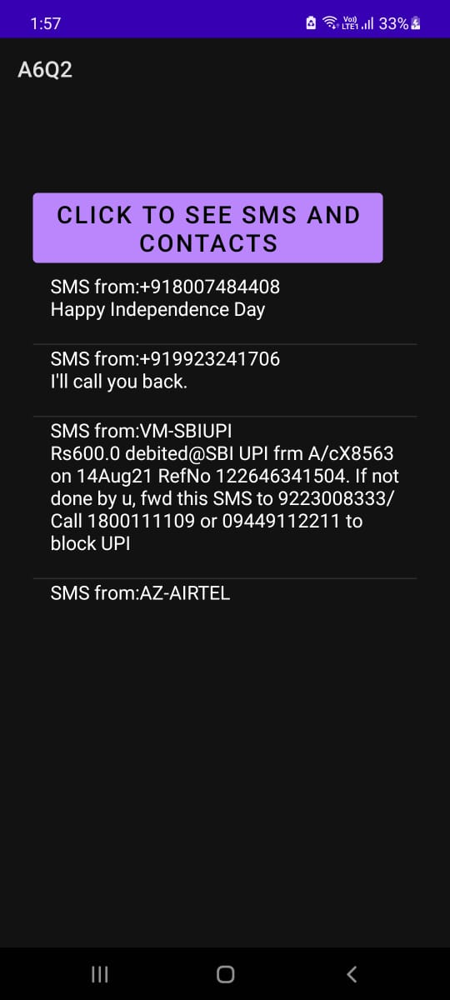 1:57
Vo))
LTE1
33%
A6Q2
CLICK TO SEE SMS AND
CONTACTS
SMS from:+918007484408
Happy Independence Day
SMS from:+919923241706
I'll call you back.
SMS from:VM-SBIUPI
Rs600.0 debited@SBI UPI frm A/cX8563
on 14Aug21 RefNo 122646341504. If not
done by u, fwd this SMS to 9223008333/
Call 1800111109 or 09449112211 to
block UPI
SMS from:AZ-AIRTEL